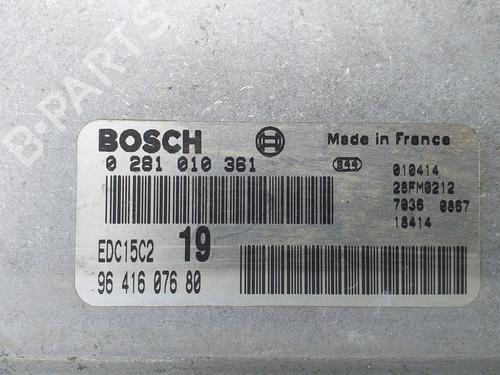 B-PARTS
BOSCH
Made in France
0 281 010 361
844
010414
28FM0212
7036 0867
18414
EDC15C2 19
96 416 076 80